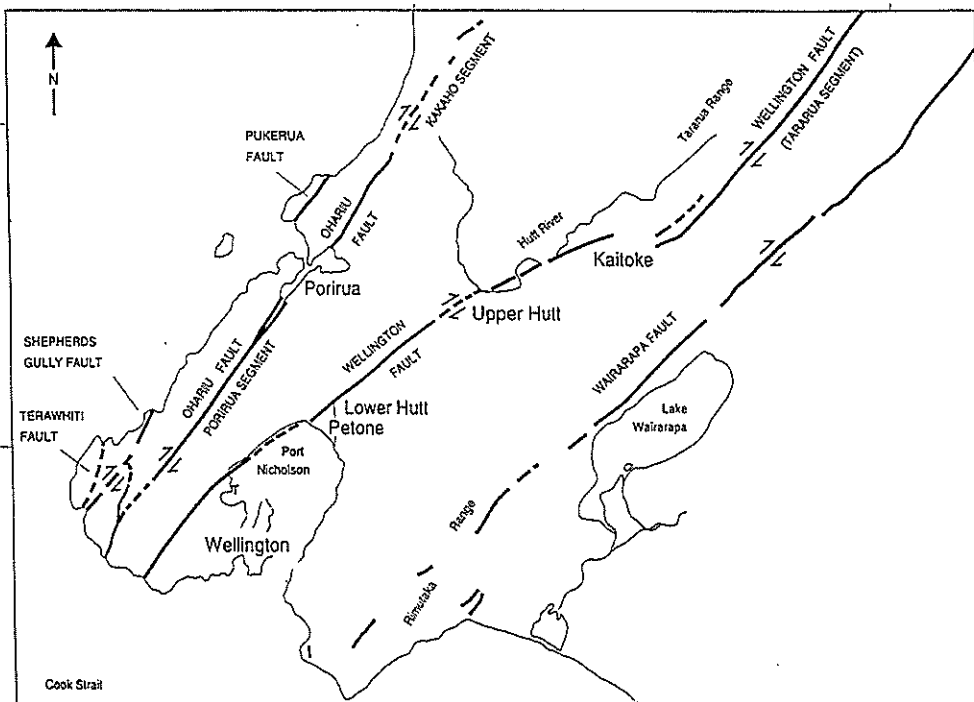 N
PUKERUA
FAULT
KAKAHO SEGMENT
OHARIU
FAULT
Tararua Range
WELLINGTON FAULT
(TARARUA SEGMENT)
Hutt River
Kaitoke
Porirua
Upper Hutt
SHEPHERDS
GULLY FAULT
OHARIU FAULT
PORIRUA SEGMENT
WELLINGTON
FAULT
WAIRARAPA FAULT
TERAWHITI
FAULT
Lower Hutt
Petone
Lake
Wairarapa
Port
Nicholson
Wellington
Range
Rimutaka
Cook Strait